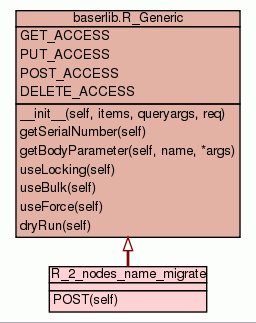 baserlib.R_Generic
GET_ACCESS
PUT_ACCESS
POST_ACCESS
DELETE_ACCESS
__init__(self, items, queryargs, req)
getSerialNumber(self)
getBodyParameter(self, name, *args)
useLocking(self)
useBulk(self)
useForce(self)
dryRun(self)
R_2_nodes_name_migrate
POST(self)